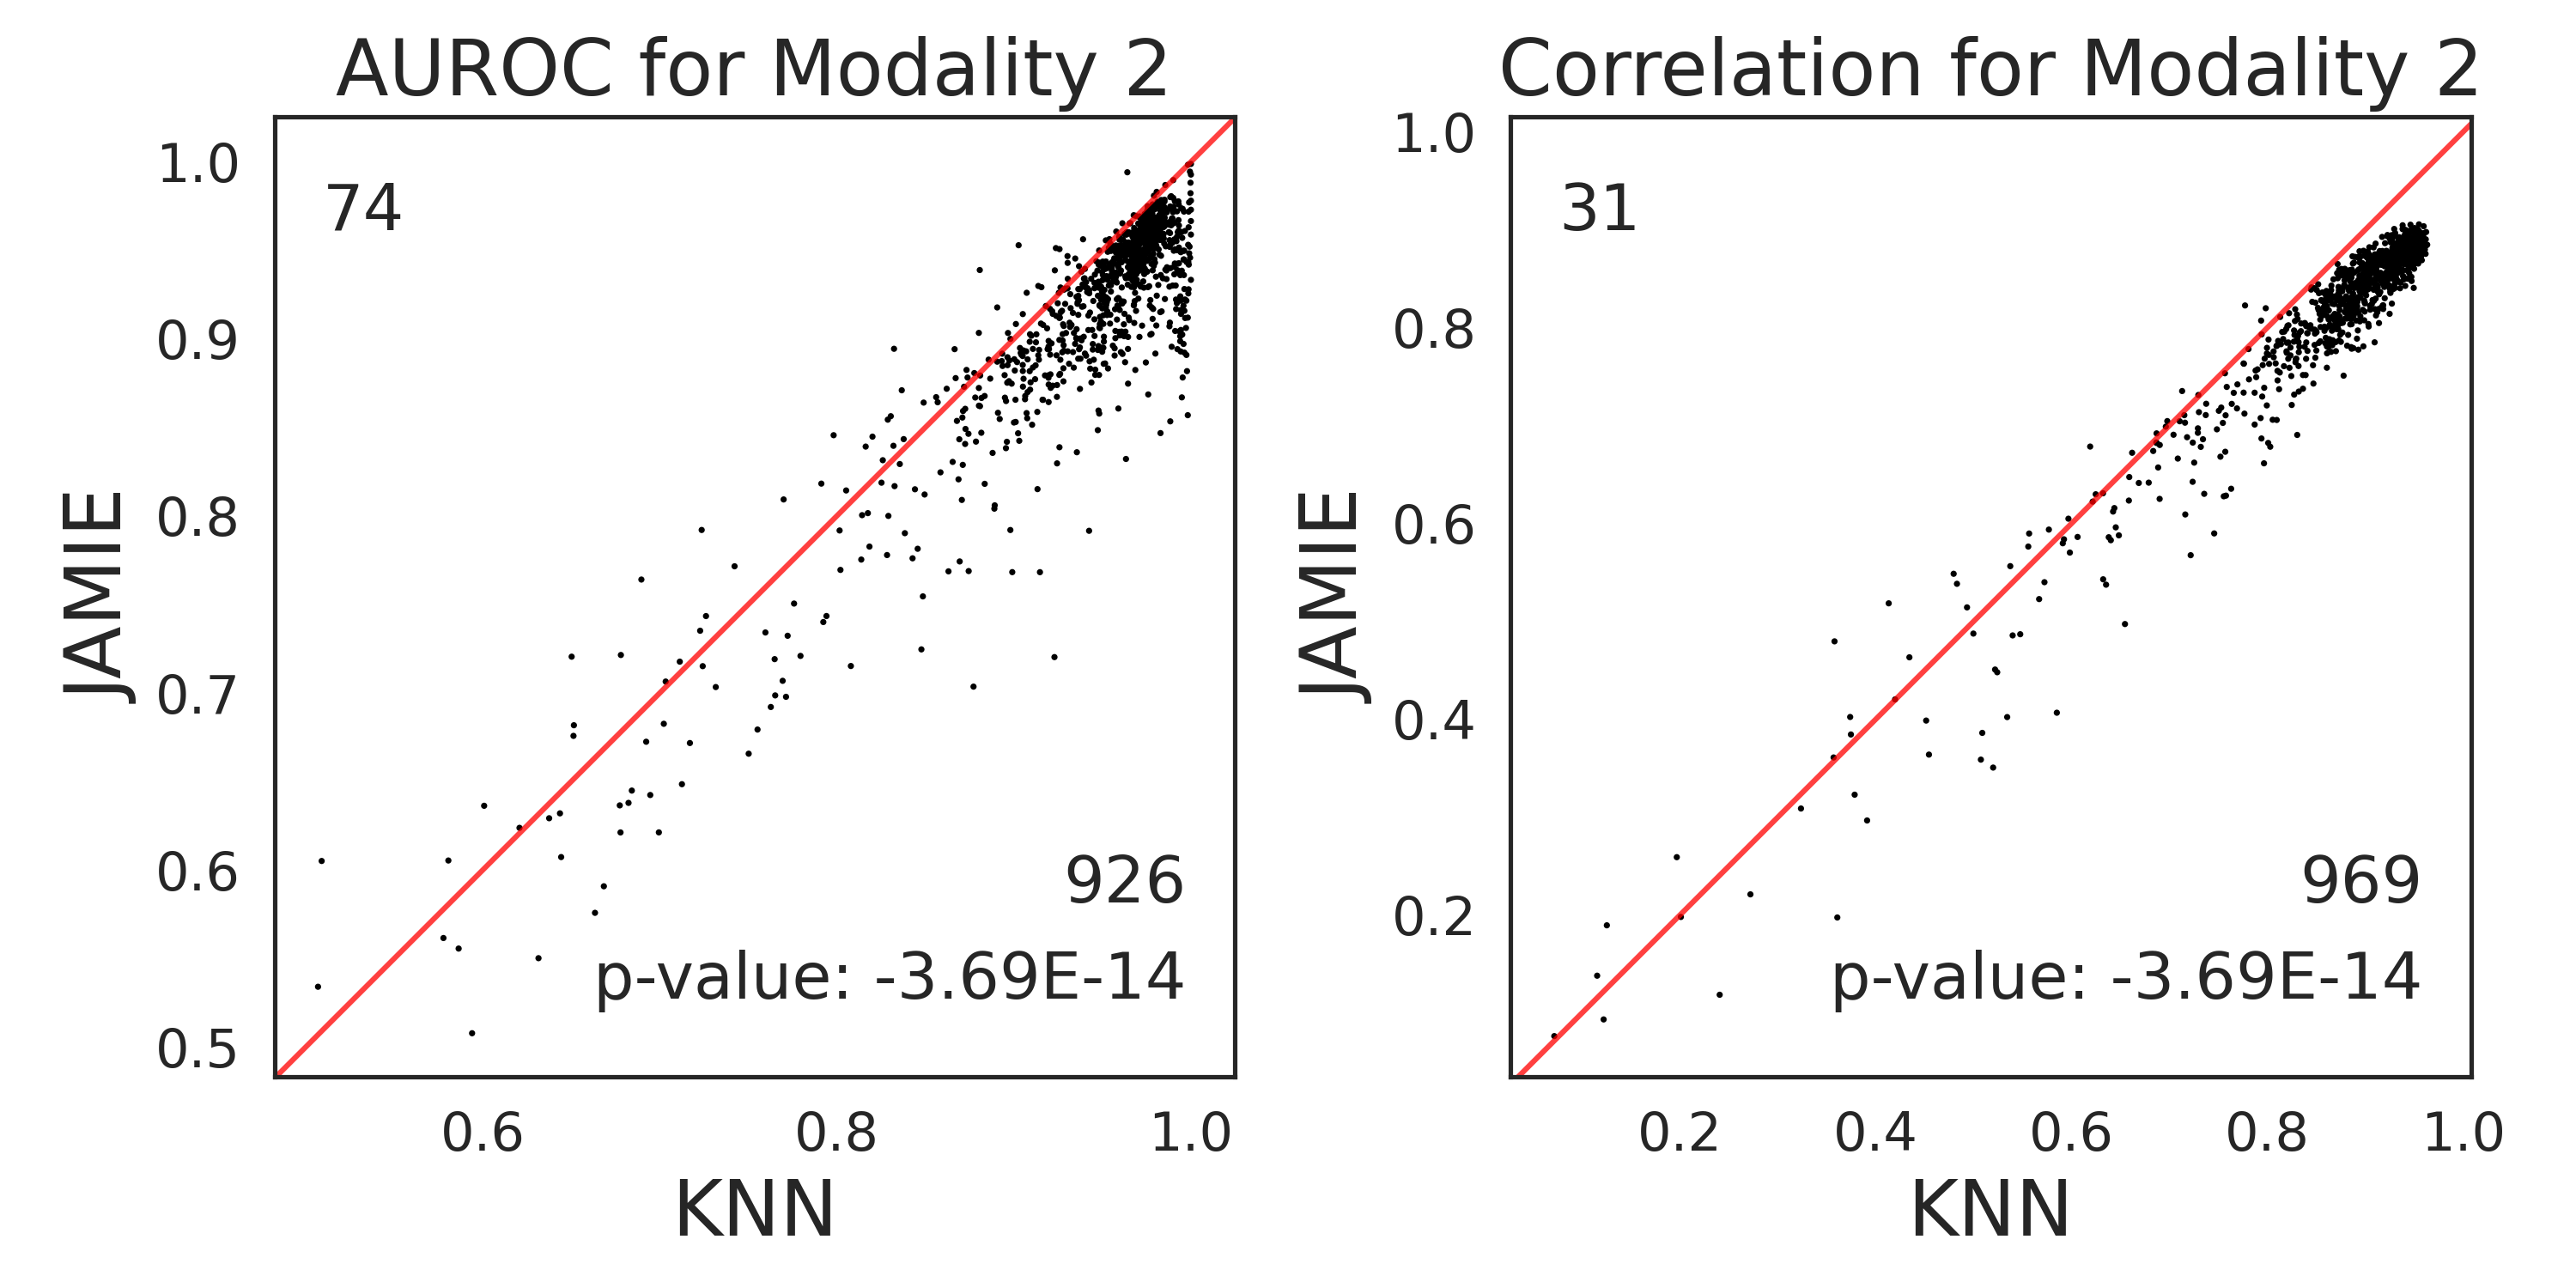 AUROC for Modality 2
1.0
0.9
0.8
0.7
0.6
0.5
JAMIE
74
926
p-value: -3.69E-14
0.6 0.8 1.0
KNN
Correlation for Modality 2
1.0
0.8
0.6
0.4
0.2
JAMIE
31
969
p-value: -3.69E-14
0.2 0.4 0.6 0.8 1.0
KNN